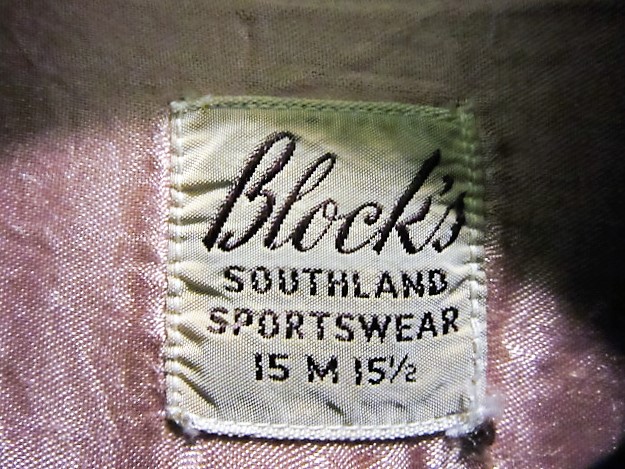 Block's
SOUTHLAND
SPORTSWEAR
15 M 15½